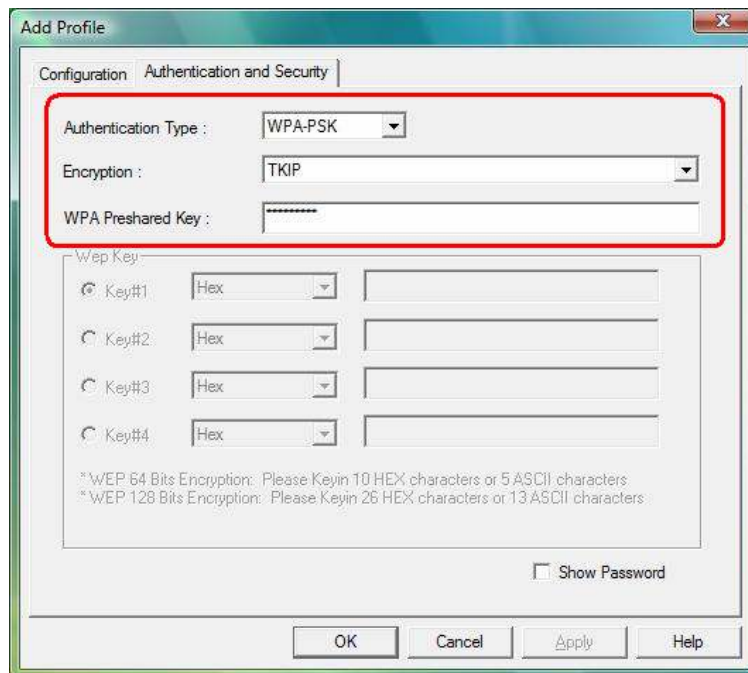 Add Profile
Configuration Authentication and Security
Authentication Type : WPA-PSK
Encryption : TKIP
WPA Preshared Key : *********
Wep Key
Key#1 Hex
Key#2 Hex
Key#3 Hex
Key#4 Hex
* WEP 64 Bits Encryption: Please Keyin 10 HEX characters or 5 ASCII characters
* WEP 128 Bits Encryption: Please Keyin 26 HEX characters or 13 ASCII characters
Show Password
OK Cancel Apply Help